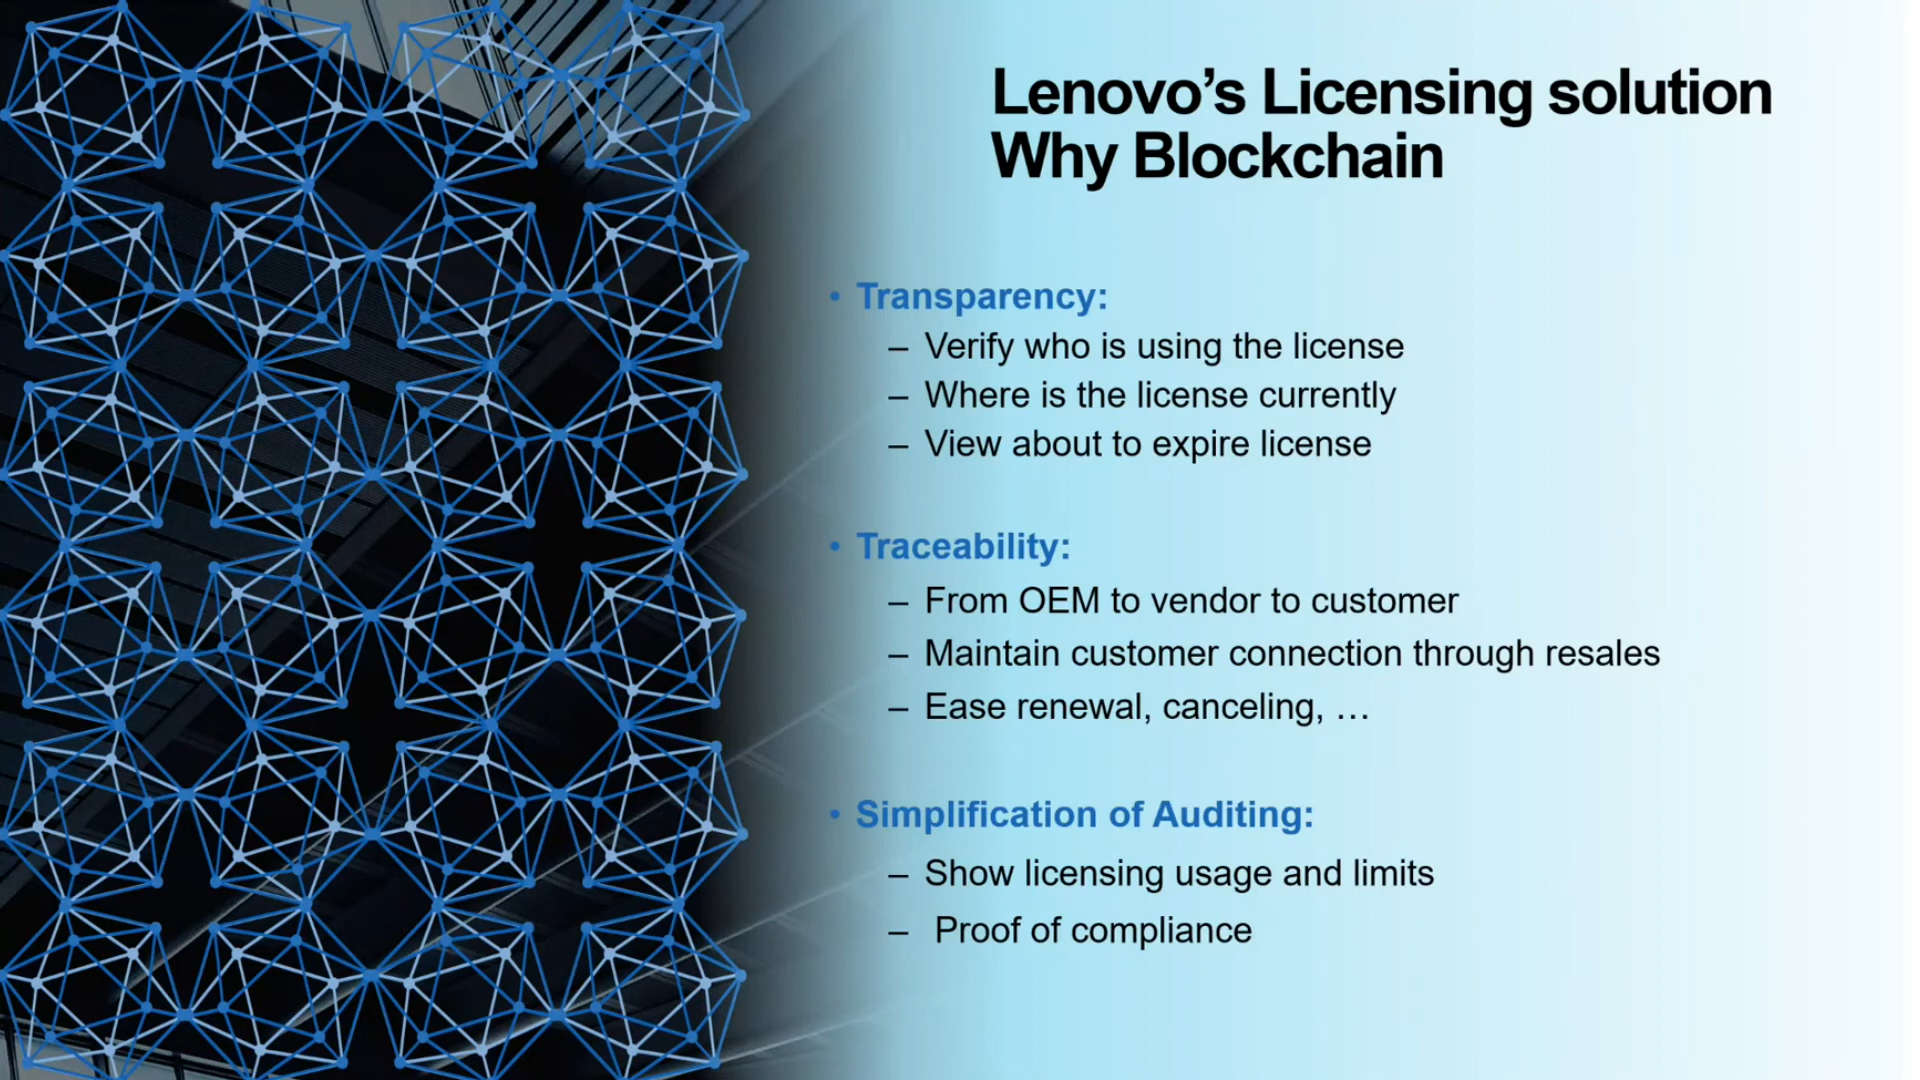 Lenovo’s Licensing solution
Why Blockchain
• Transparency:
– Verify who is using the license
– Where is the license currently
– View about to expire license
• Traceability:
– From OEM to vendor to customer
– Maintain customer connection through resales
– Ease renewal, canceling, …
• Simplification of Auditing:
– Show licensing usage and limits
– Proof of compliance